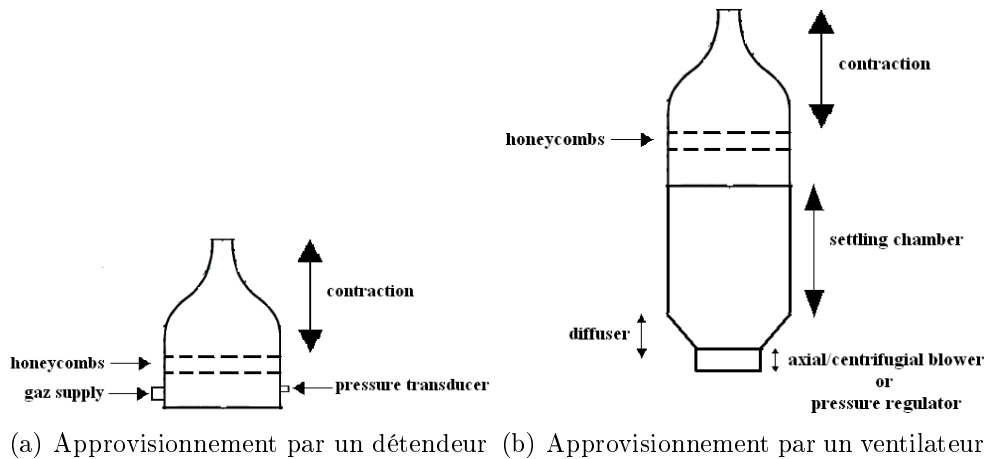 contraction
honeycombs
gaz supply
pressure transducer
(a) Approvisionnement par un détendeur
contraction
honeycombs
settling chamber
diffuser
axial/centrifugial blower
or
pressure regulator
(b) Approvisionnement par un ventilateur